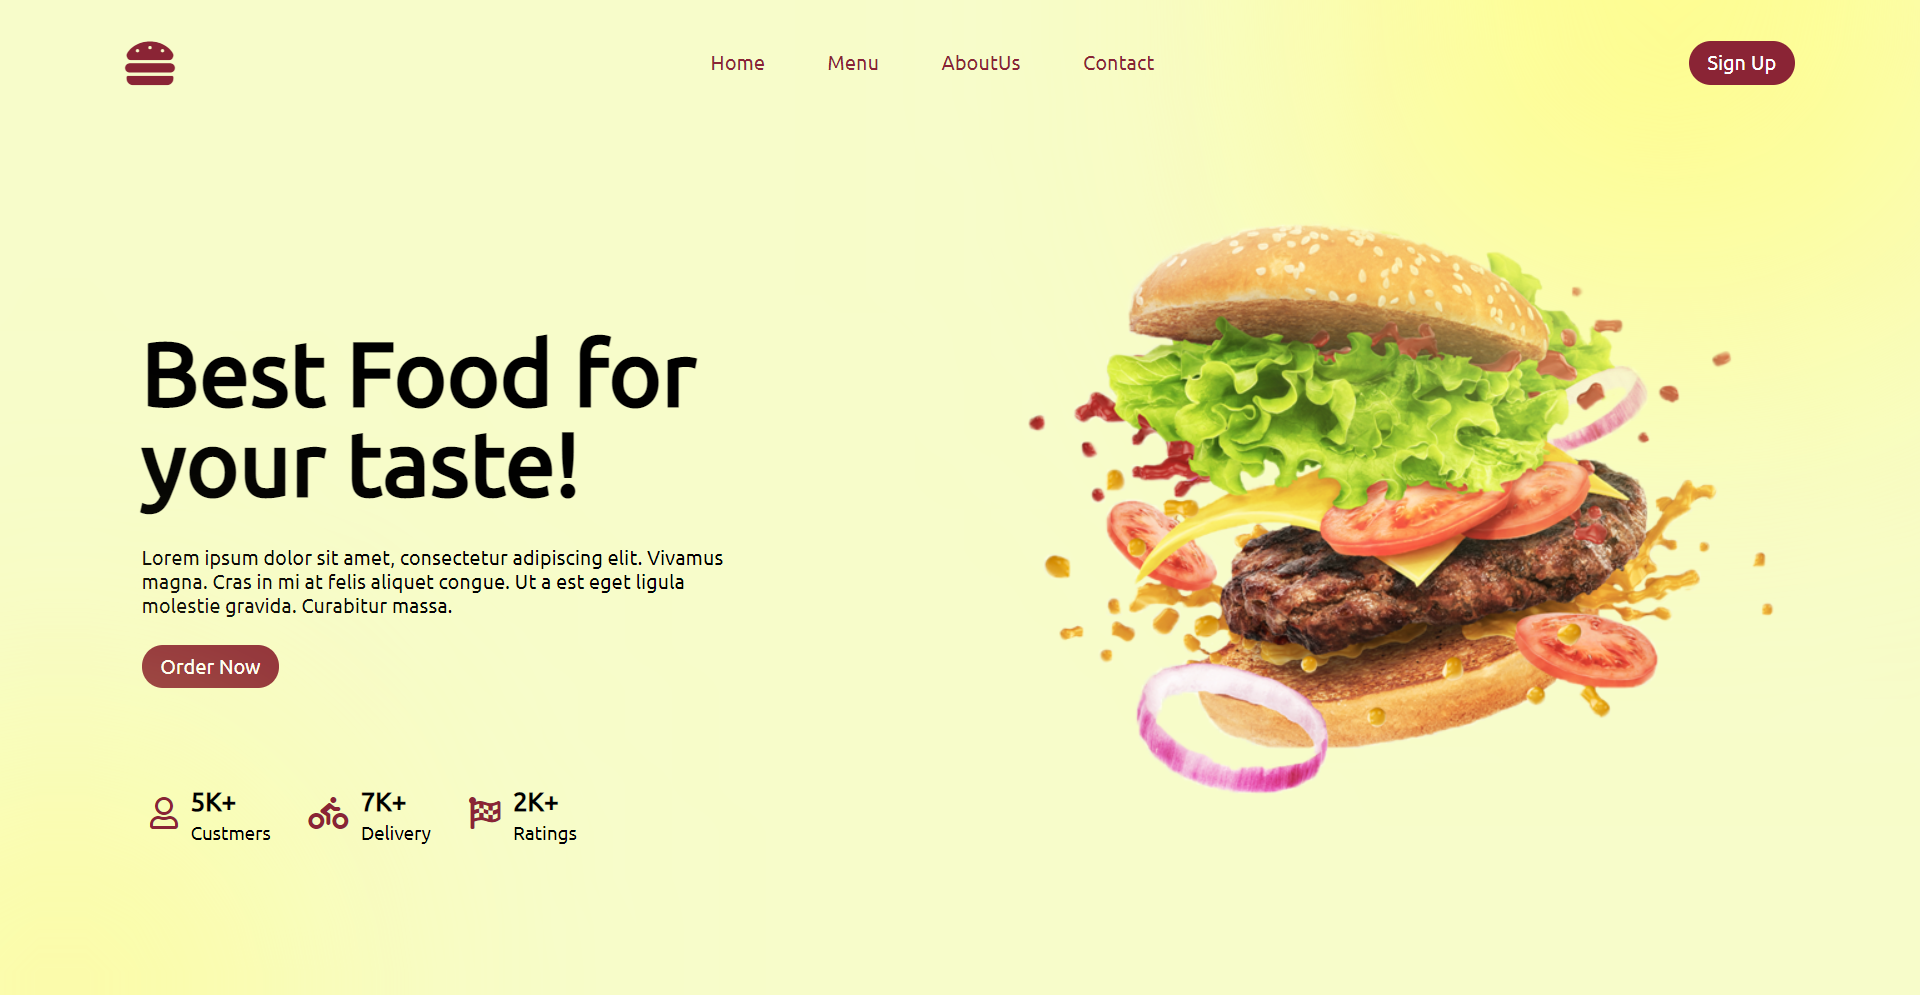 Home Menu AboutUs Contact Sign Up
Best Food for
your taste!
Lorem ipsum dolor sit amet, consectetur adipiscing elit. Vivamus
magna. Cras in mi at felis aliquet congue. Ut a est eget ligula
molestie gravida. Curabitur massa.
Order Now
5K+ 7K+ 2K+
Custmers Delivery Ratings